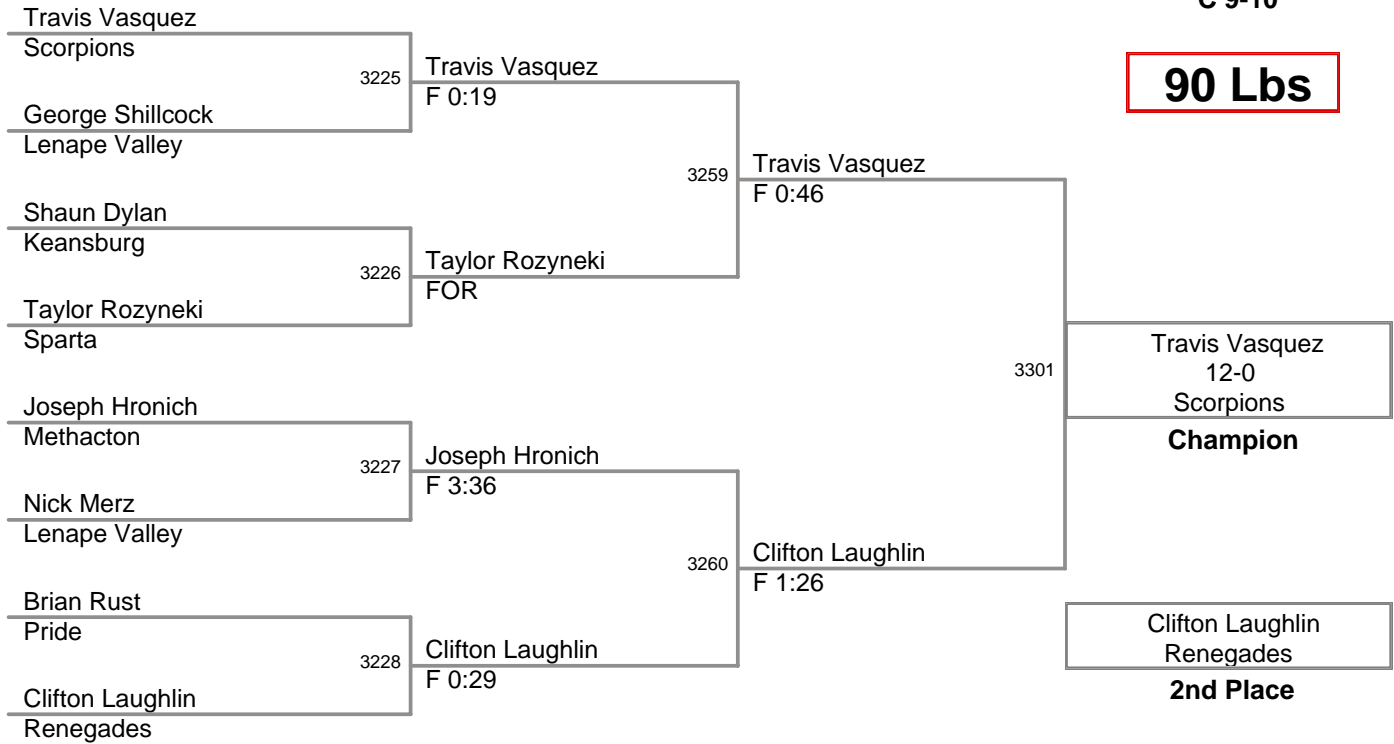 C 9-10
90 Lbs
Travis Vasquez
Scorpions
3225
George Shillcock
Lenape Valley
Travis Vasquez
F 0:19
Shaun Dylan
Keansburg
3226
Taylor Rozyneki
Sparta
Taylor Rozyneki
FOR
3259
Travis Vasquez
F 0:46
Joseph Hronich
Methacton
3227
Nick Merz
Lenape Valley
Joseph Hronich
F 3:36
Brian Rust
Pride
3228
Clifton Laughlin
Renegades
Clifton Laughlin
F 0:29
3260
Clifton Laughlin
F 1:26
3301
Travis Vasquez
12-0
Scorpions
Champion
Clifton Laughlin
Renegades
2nd Place